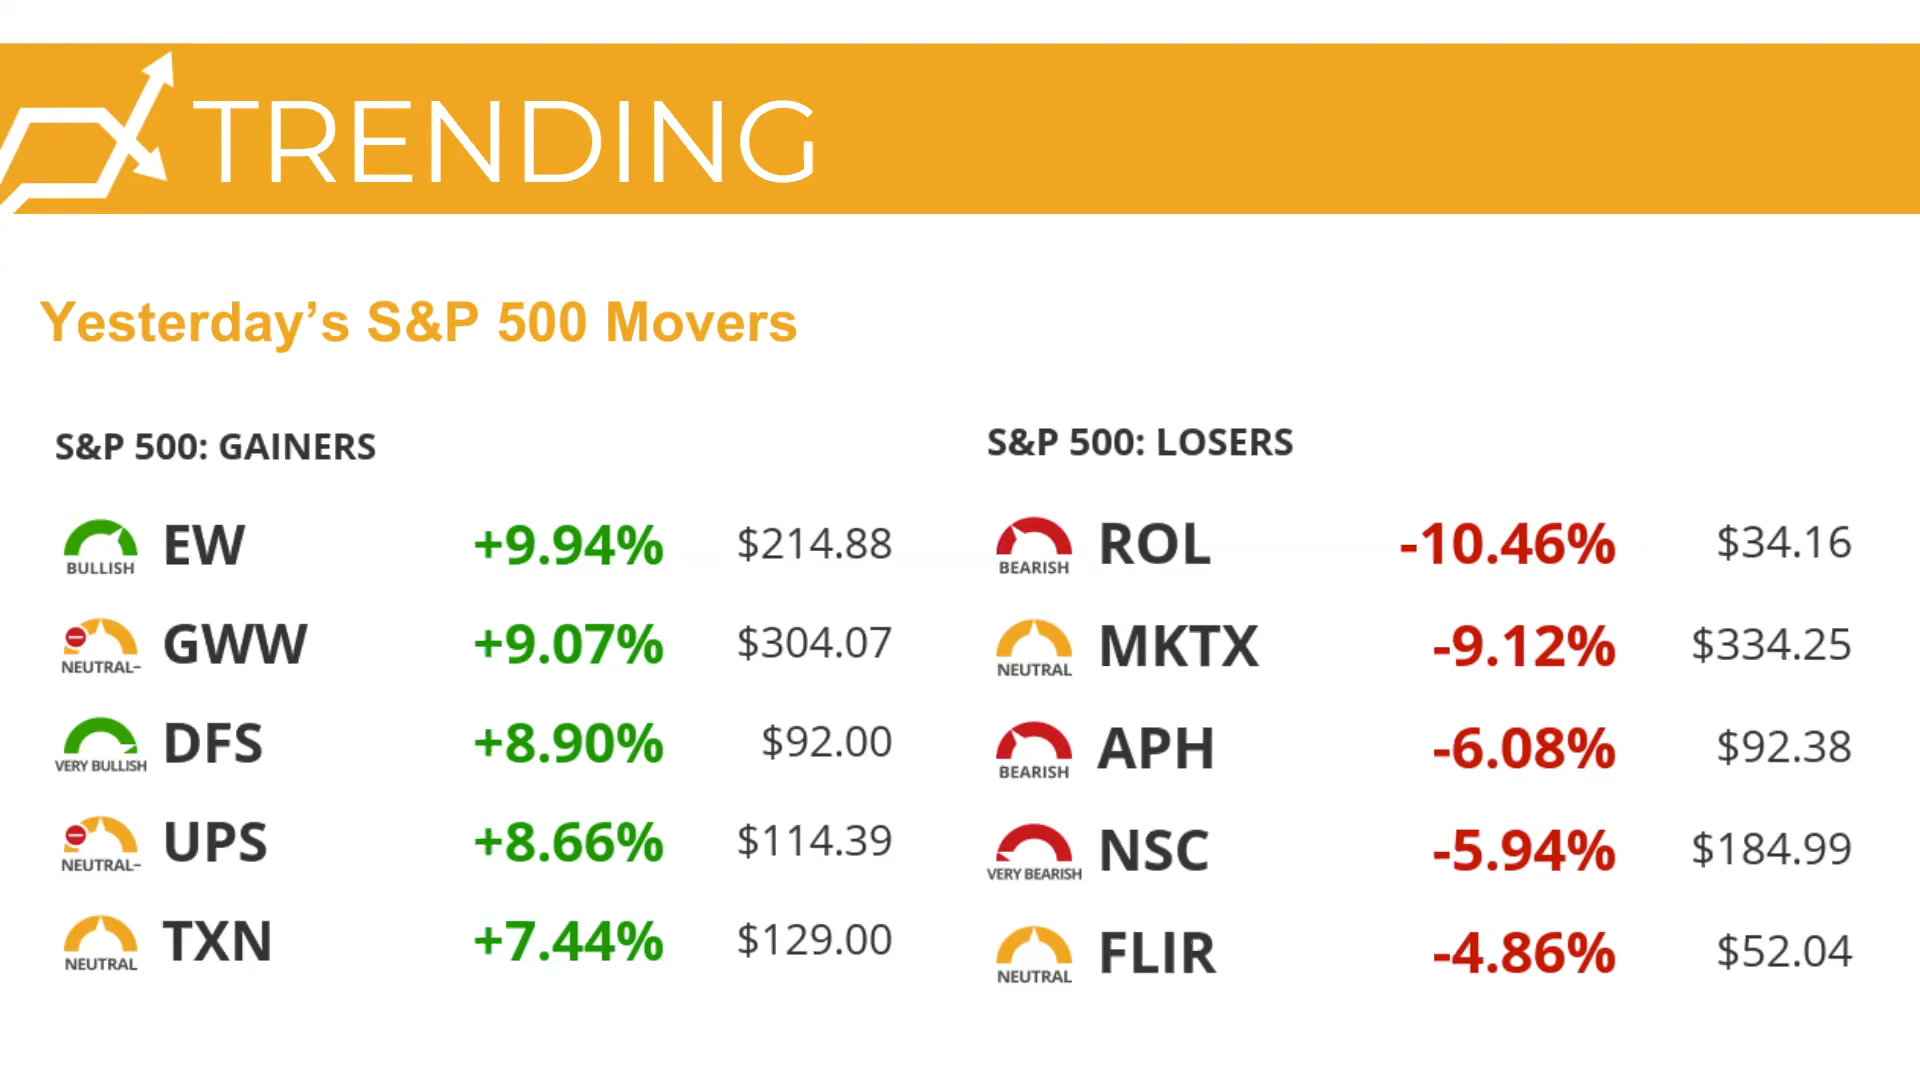 TRENDING
Yesterday’s S&P 500 Movers
S&P 500: GAINERS
BULLISH EW +9.94% $214.88
NEUTRAL– GWW +9.07% $304.07
VERY BULLISH DFS +8.90% $92.00
NEUTRAL– UPS +8.66% $114.39
NEUTRAL TXN +7.44% $129.00
S&P 500: LOSERS
BEARISH ROL -10.46% $34.16
NEUTRAL MKTX -9.12% $334.25
BEARISH APH -6.08% $92.38
VERY BEARISH NSC -5.94% $184.99
NEUTRAL FLIR -4.86% $52.04